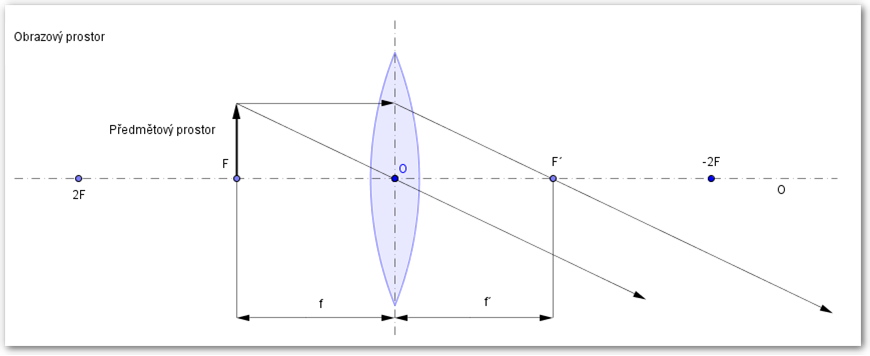 Obrazový prostor
Předmětový prostor
F
O
F´
-2F
2F
O
f
f´